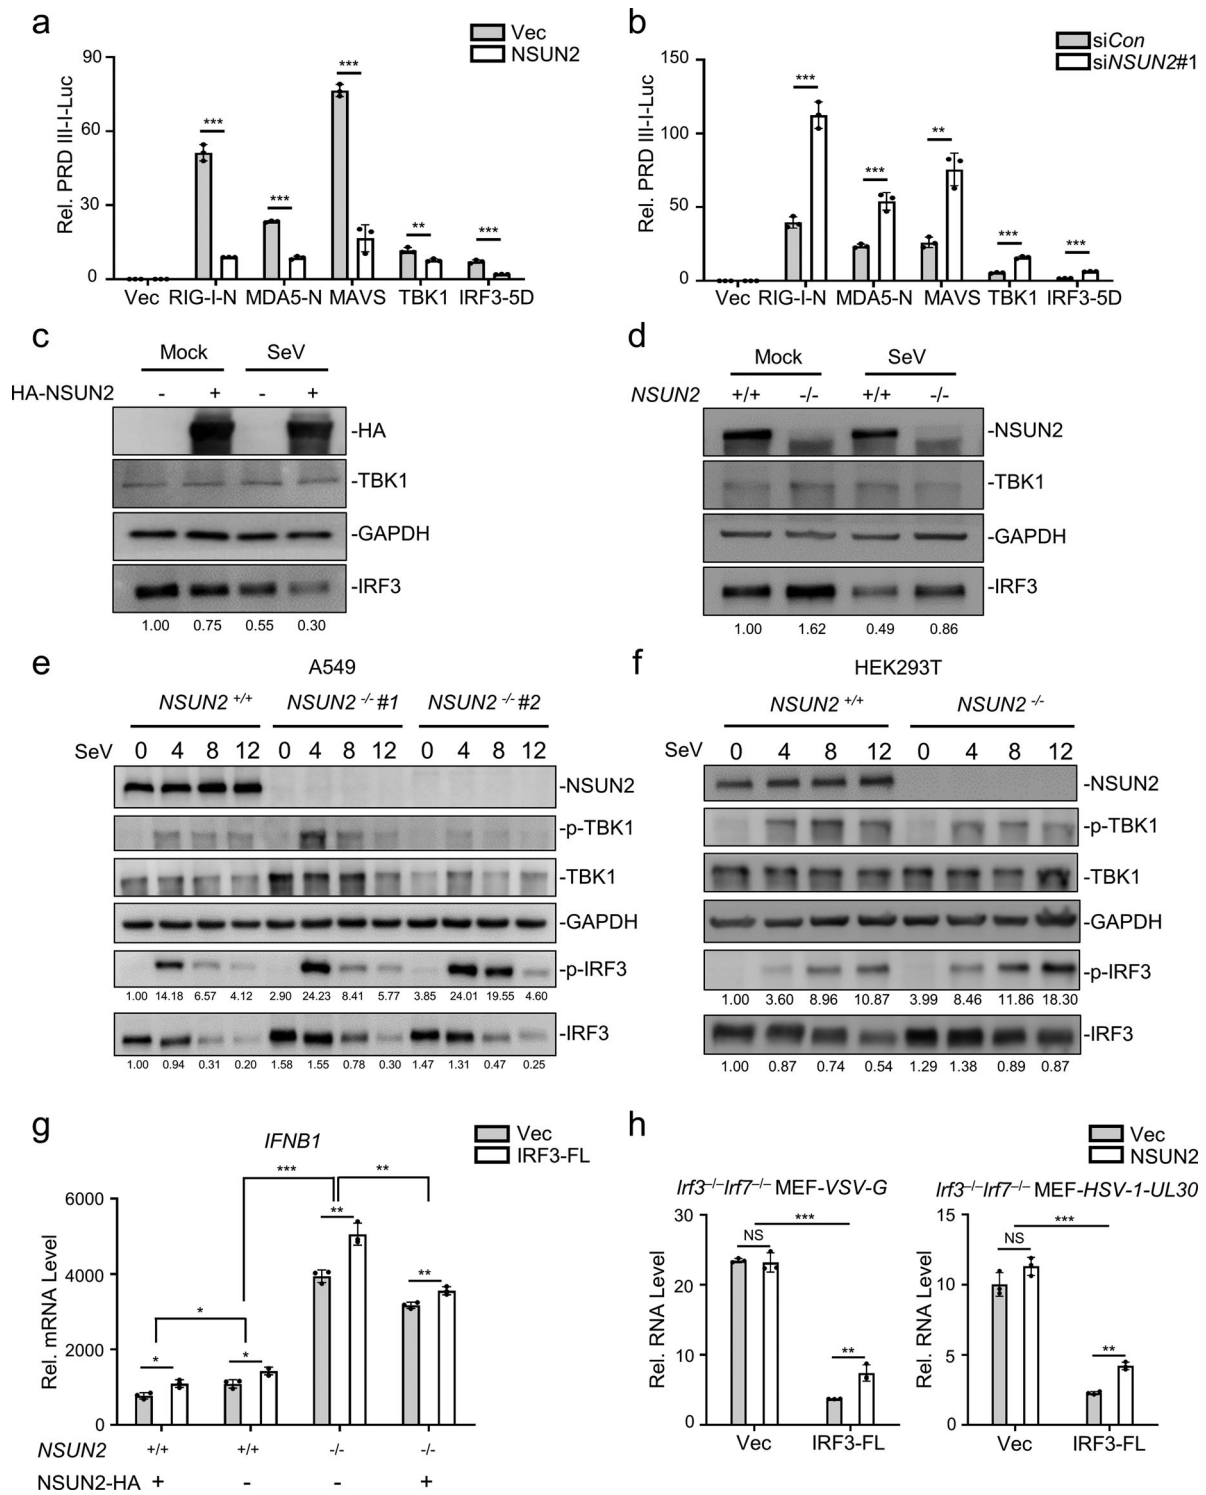 a
Vec
NSUN2
Rel. PRD III-I-Luc
90
60
30
0
*** *** *** ** ***
Vec RIG-I-N MDA5-N MAVS TBK1 IRF3-5D
b
siCon
siNSUN2#1
Rel. PRD III-I-Luc
150
100
50
0
*** *** ** *** ***
Vec RIG-I-N MDA5-N MAVS TBK1 IRF3-5D
c
Mock SeV
HA-NSUN2 - + - +
-HA
-TBK1
-GAPDH
-IRF3
1.00 0.75 0.55 0.30
d
Mock SeV
NSUN2 +/+ -/- +/+ -/-
-NSUN2
-TBK1
-GAPDH
-IRF3
1.00 1.62 0.49 0.86
e
A549
NSUN2 +/+ NSUN2 -/- #1 NSUN2 -/- #2
SeV 0 4 8 12 0 4 8 12 0 4 8 12
-NSUN2
-p-TBK1
-TBK1
-GAPDH
-p-IRF3
1.00 14.18 6.57 4.12 2.90 24.23 8.41 5.77 3.85 24.01 19.55 4.60
-IRF3
1.00 0.94 0.31 0.20 1.58 1.55 0.78 0.30 1.47 1.31 0.47 0.25
f
HEK293T
NSUN2 +/+ NSUN2 -/-
SeV 0 4 8 12 0 4 8 12
-NSUN2
-p-TBK1
-TBK1
-GAPDH
-p-IRF3
1.00 3.60 8.96 10.87 3.99 8.46 11.86 18.30
-IRF3
1.00 0.87 0.74 0.54 1.29 1.38 0.89 0.87
g
IFNB1
Vec
IRF3-FL
Rel. mRNA Level
6000
4000
2000
0
*** **
** **
*
* *
NSUN2 +/+ +/+ -/- -/-
NSUN2-HA + - - +
h
Vec
NSUN2
Irf3–/–Irf7–/– MEF-VSV-G
Rel. RNA Level
30
20
10
0
***
NS
**
Vec IRF3-FL
Irf3–/–Irf7–/– MEF-HSV-1-UL30
Rel. RNA Level
15
10
5
0
***
NS
**
Vec IRF3-FL